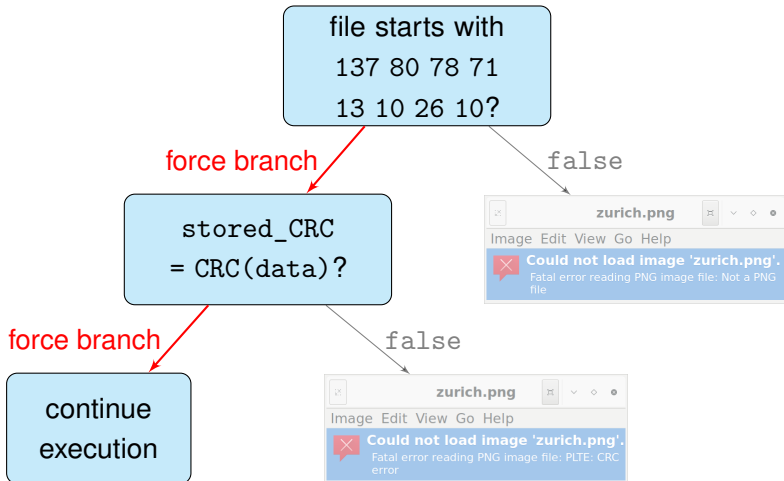 file starts with
137 80 78 71
13 10 26 10?
force branch
false
stored_CRC
= CRC(data)?
zurich.png
Image Edit View Go Help
Could not load image 'zurich.png'.
Fatal error reading PNG image file: Not a PNG
file
force branch
false
continue
execution
zurich.png
Image Edit View Go Help
Could not load image 'zurich.png'.
Fatal error reading PNG image file: PLTE: CRC
error